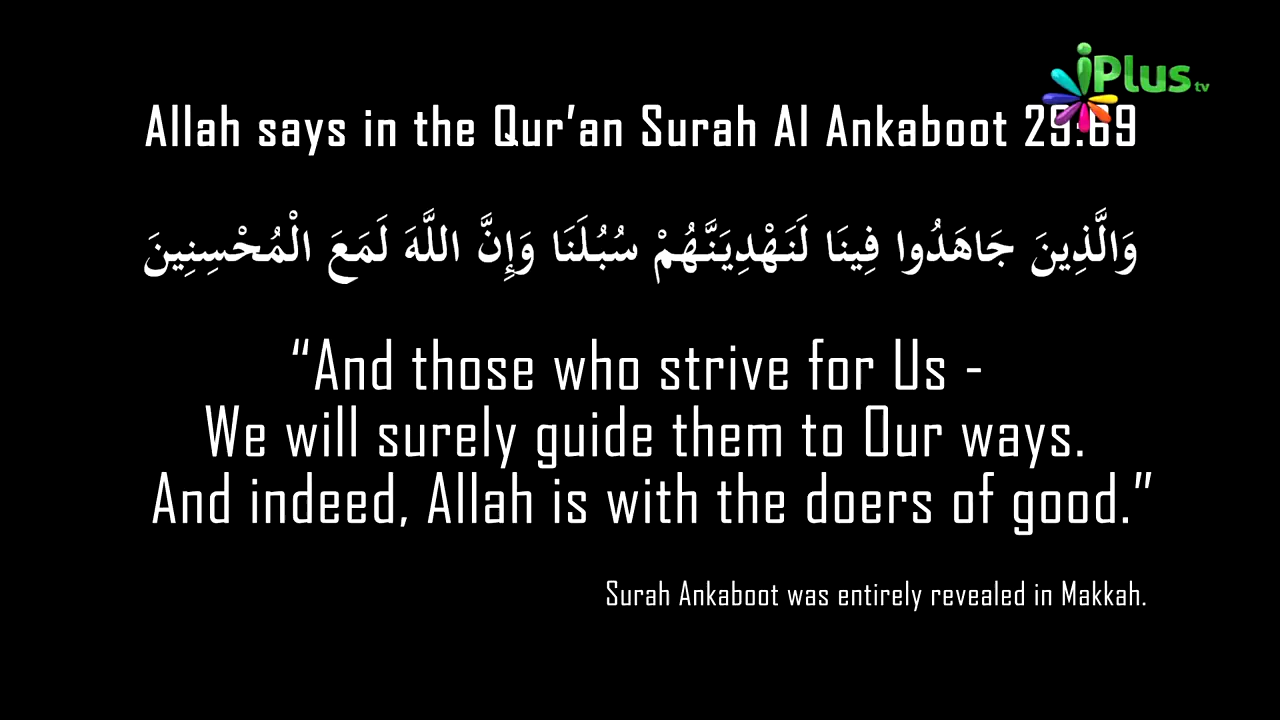 iPlus tv
Allah says in the Qur’an Surah Al Ankaboot 29:69
وَالَّذِينَ جَاهَدُوا فِينَا لَنَهْدِيَنَّهُمْ سُبُلَنَا وَإِنَّ اللَّهَ لَمَعَ الْمُحْسِنِينَ
“And those who strive for Us -
We will surely guide them to Our ways.
And indeed, Allah is with the doers of good.”
Surah Ankaboot was entirely revealed in Makkah.